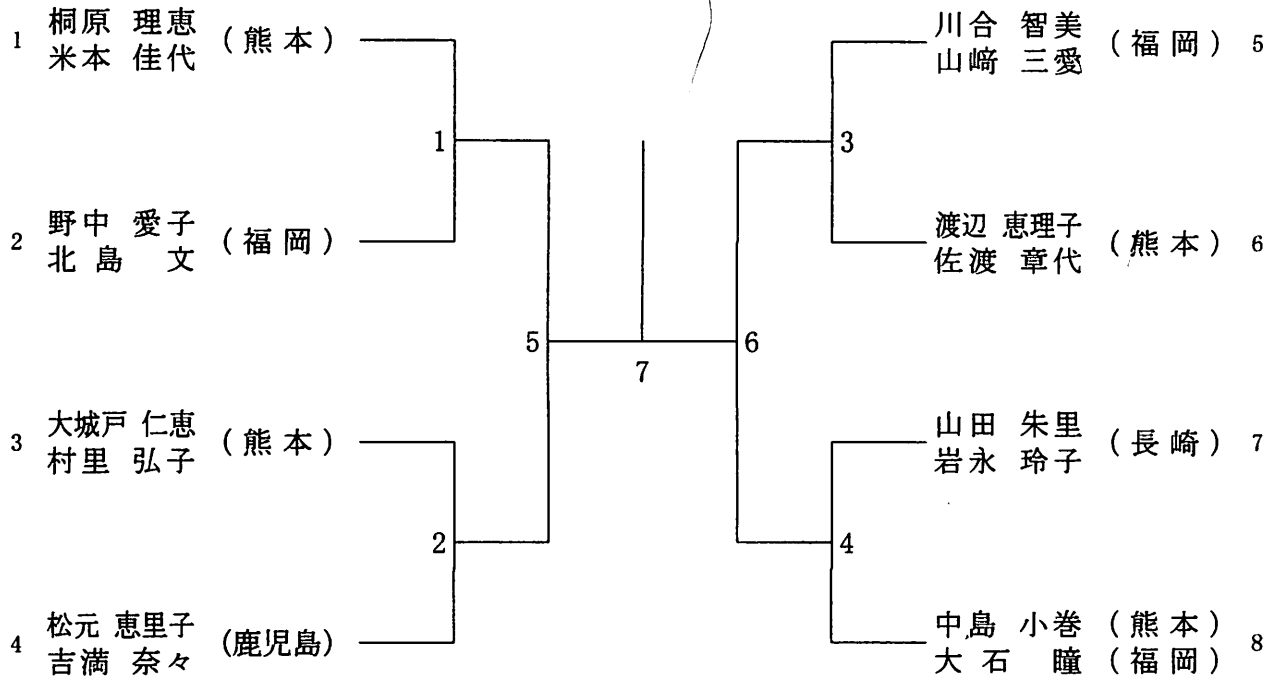 1 桐原 理恵 (熊本)
米本 佳代
2 野中 愛子 (福岡)
北島 文
3 大城戸 仁恵 (熊本)
村里 弘子
4 松元 恵里子 (鹿児島)
吉満 奈々
1
2
5
7
6
3
4
川合 智美 (福岡) 5
山﨑 三愛
渡辺 恵理子 (熊本) 6
佐渡 章代
山田 朱里 (長崎) 7
岩永 玲子
中島 小巻 (熊本) 8
大石 瞳 (福岡)